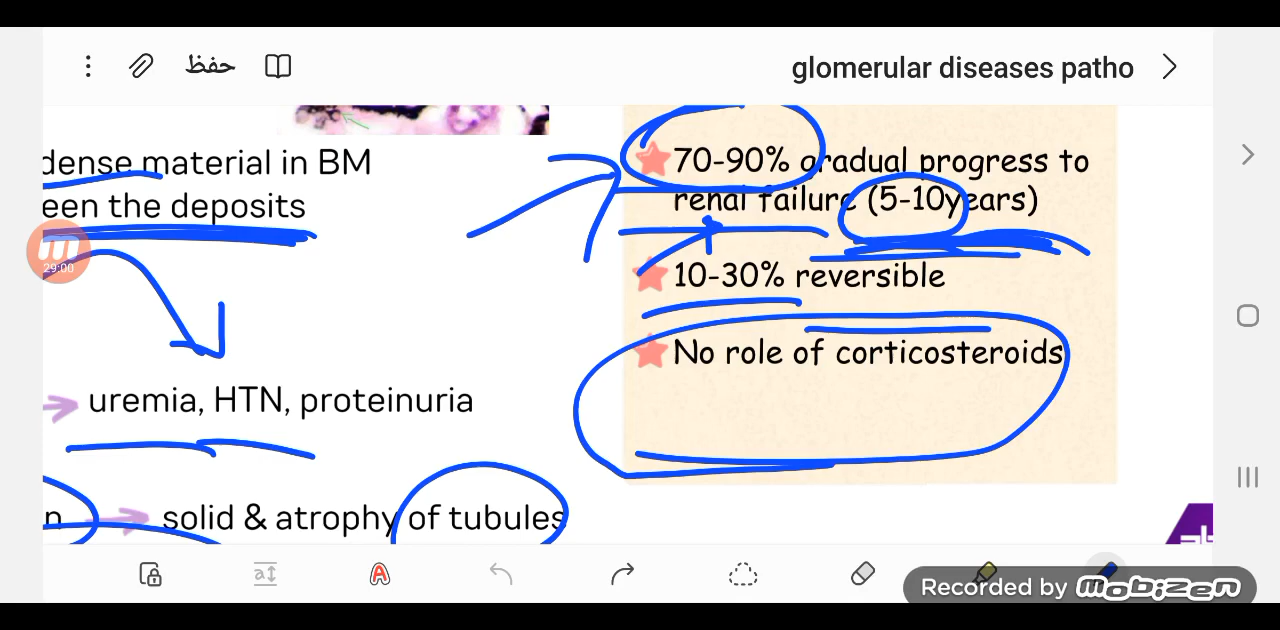 حفظ
glomerular diseases patho
dense material in BM
een the deposits
29:00
uremia, HTN, proteinuria
n
solid & atrophy of tubules
70-90% gradual progress to
renal failure (5-10years)
10-30% reversible
No role of corticosteroids
Recorded by mobizen